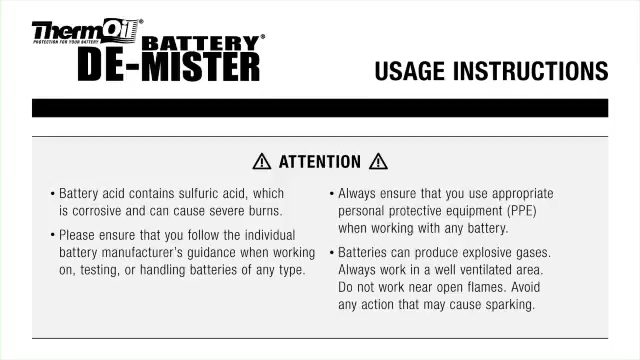 ThermOil®
PROTECTION FOR YOUR BATTERY
BATTERY®
DE-MISTER
USAGE INSTRUCTIONS
ATTENTION
• Battery acid contains sulfuric acid, which
is corrosive and can cause severe burns.
• Please ensure that you follow the individual
battery manufacturer's guidance when working
on, testing, or handling batteries of any type.
• Always ensure that you use appropriate
personal protective equipment (PPE)
when working with any battery.
• Batteries can produce explosive gases.
Always work in a well ventilated area.
Do not work near open flames. Avoid
any action that may cause sparking.